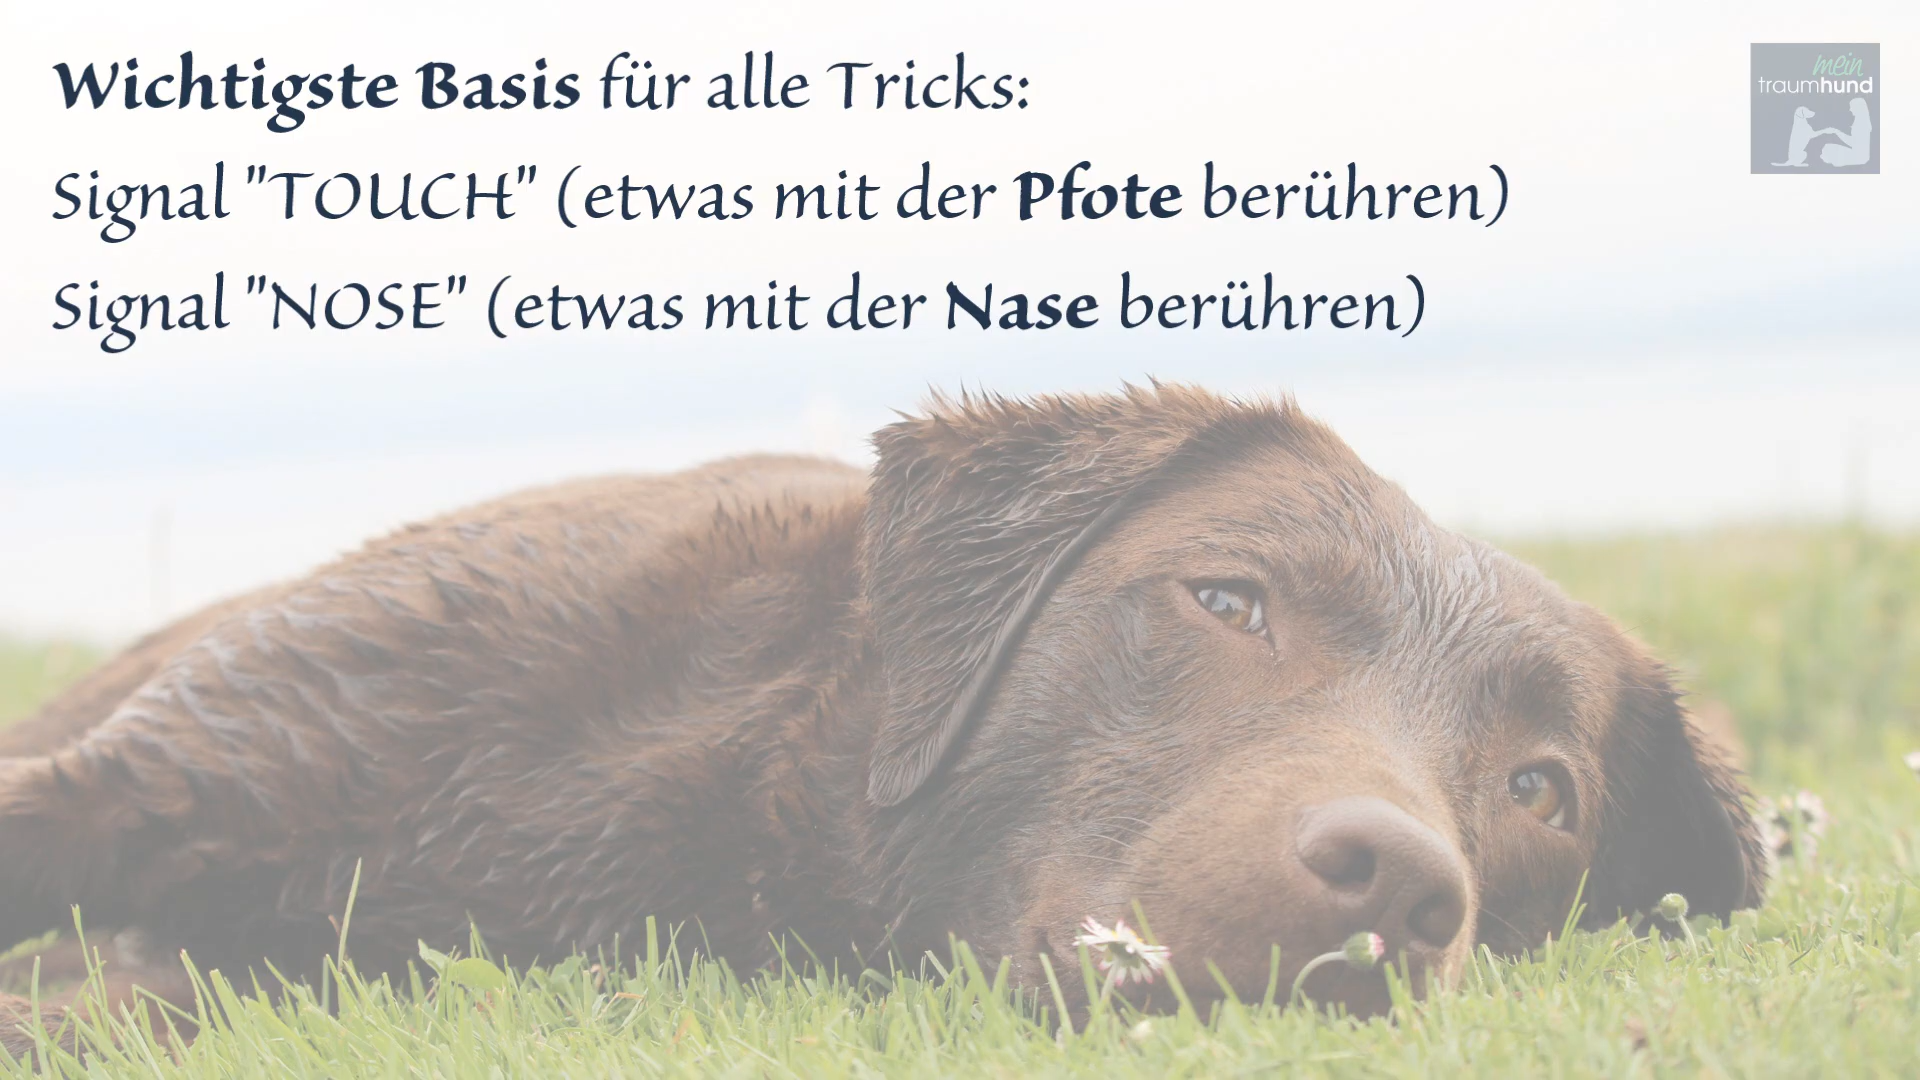 Wichtigste Basis für alle Tricks:
Signal "TOUCH" (etwas mit der Pfote berühren)
Signal "NOSE" (etwas mit der Nase berühren)
mein
traumhund